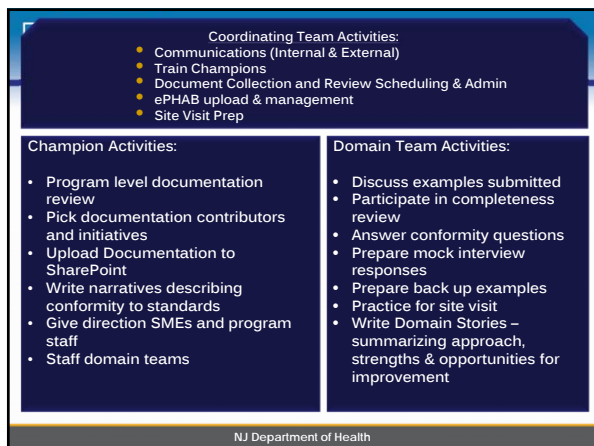 Coordinating Team Activities:
• Communications (Internal & External)
• Train Champions
• Document Collection and Review Scheduling & Admin
• ePHAB upload & management
• Site Visit Prep
Champion Activities:
• Program level documentation
review
• Pick documentation contributors
and initiatives
• Upload Documentation to
SharePoint
• Write narratives describing
conformity to standards
• Give direction SMEs and program
staff
• Staff domain teams
Domain Team Activities:
• Discuss examples submitted
• Participate in completeness
review
• Answer conformity questions
• Prepare mock interview
responses
• Prepare back up examples
• Practice for site visit
• Write Domain Stories –
summarizing approach,
strengths & opportunities for
improvement
NJ Department of Health